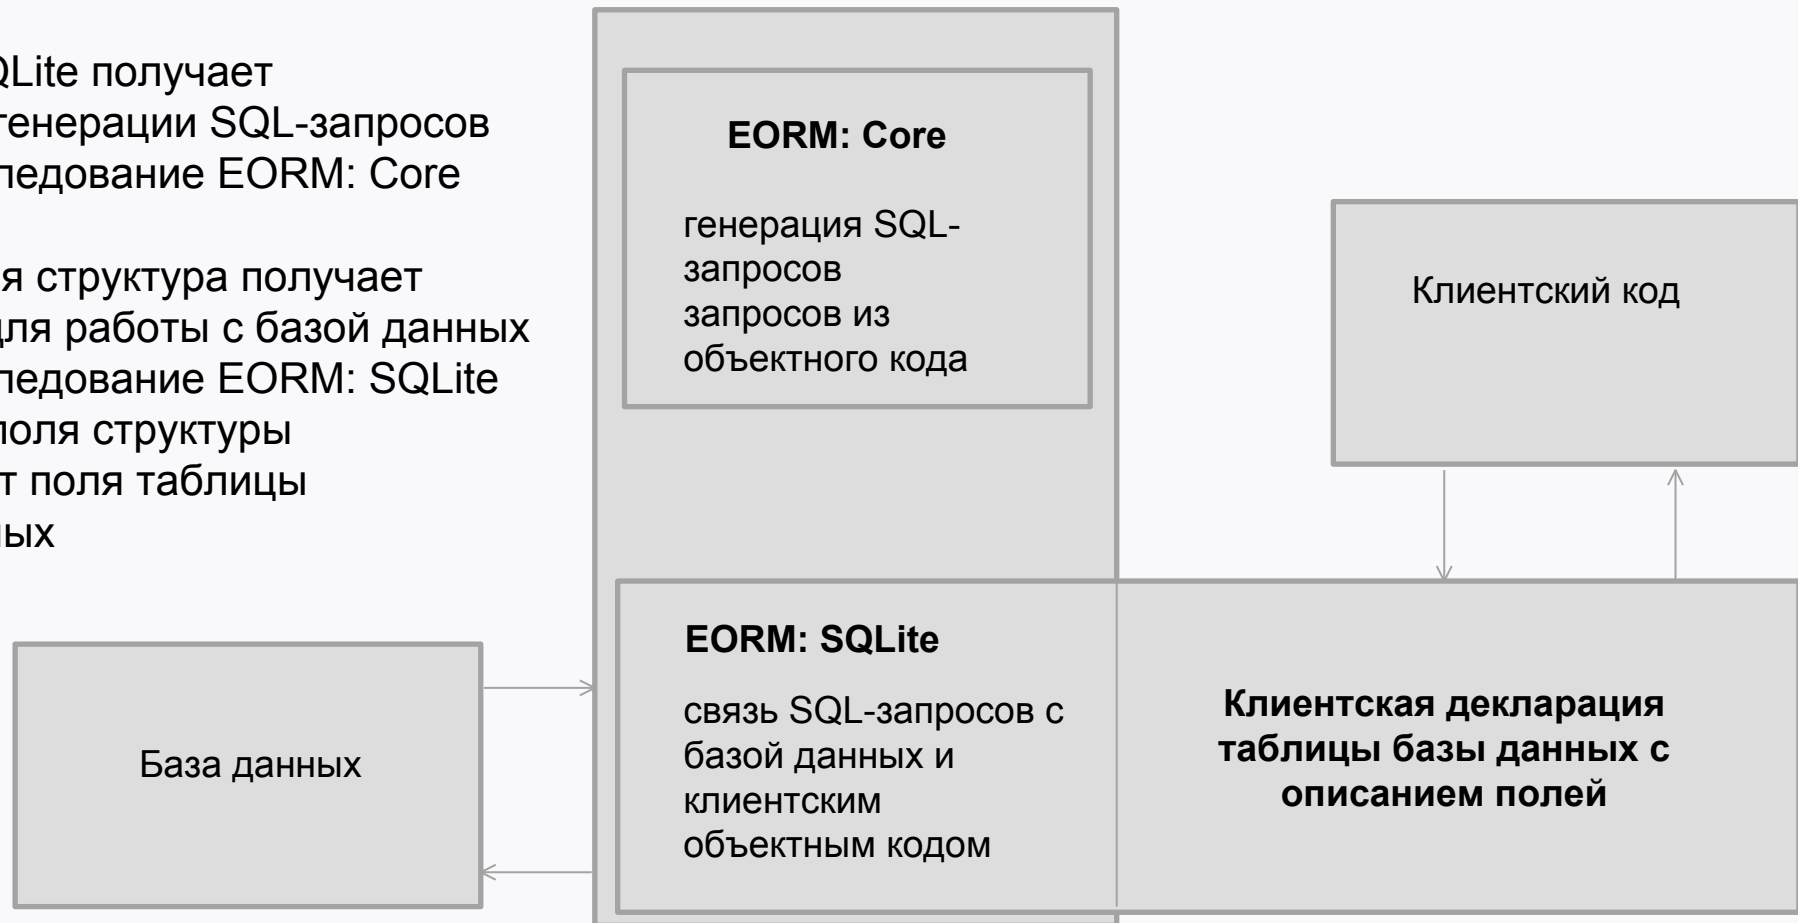 QLite получает
генерации SQL-запросов
ледование EORM: Core
я структура получает
для работы с базой данных
ледование EORM: SQLite
поля структуры
т поля таблицы
ных
EORM: Core
генерация SQL-
запросов
запросов из
объектного кода
Клиентский код
EORM: SQLite
связь SQL-запросов с
базой данных и
клиентским
объектным кодом
Клиентская декларация
таблицы базы данных с
описанием полей
База данных